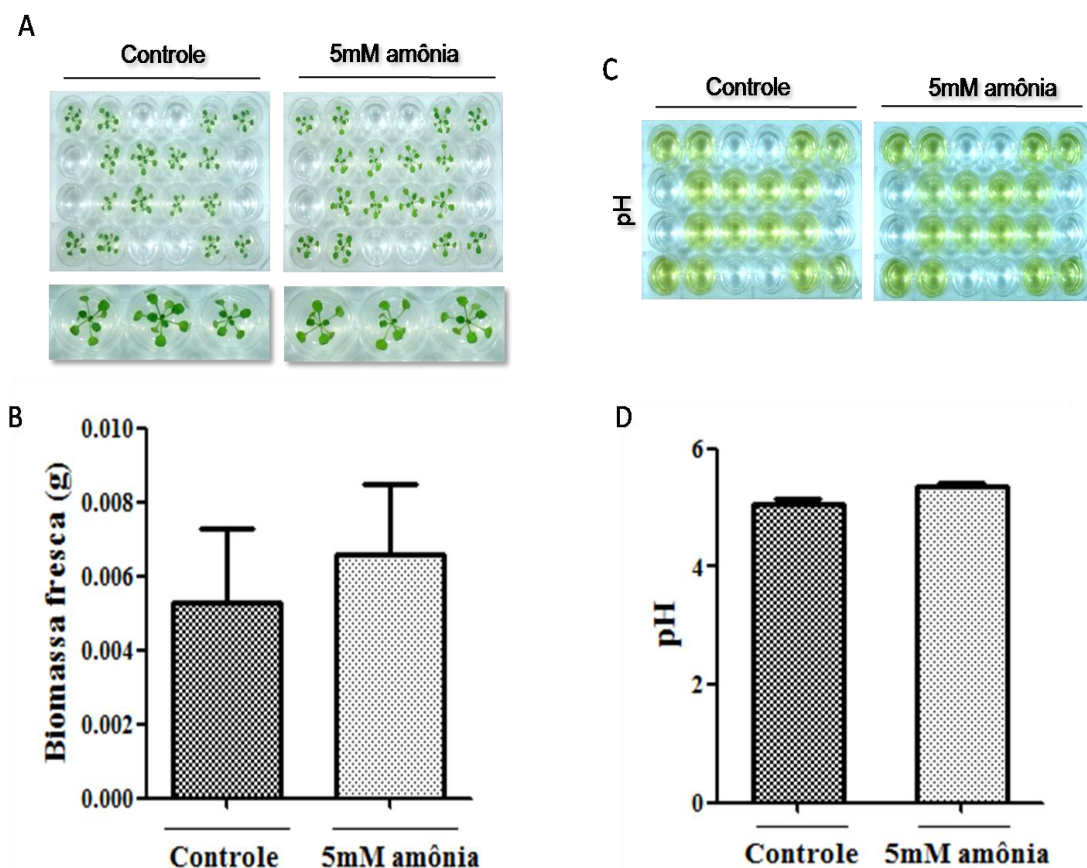 A
Controle
5mM amônia
C
Controle
5mM amônia
pH
B
Biomassa fresca (g)
0.010
0.008
0.006
0.004
0.002
0.000
Controle
5mM amônia
D
pH
6
4
2
0
Controle
5mM amônia